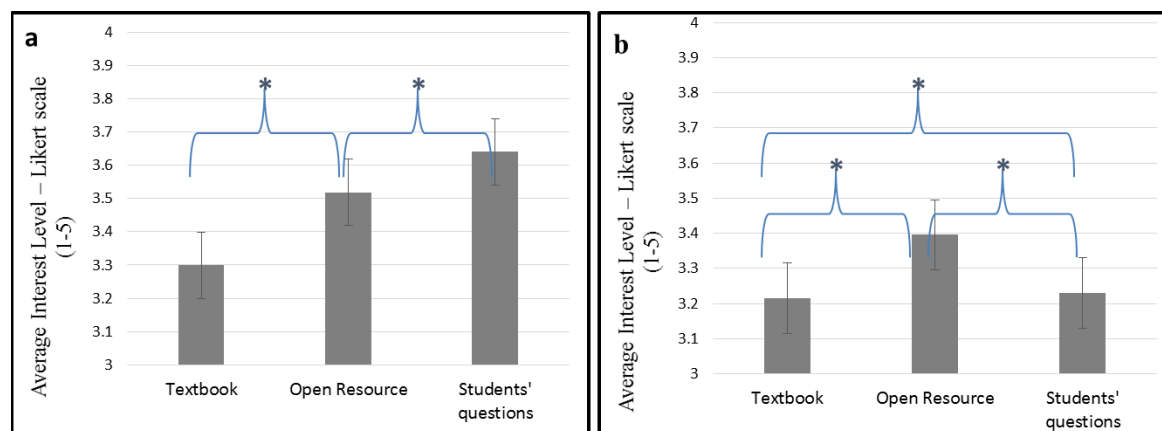 a
Average Interest Level – Likert scale
(1-5)
4
3.9
3.8
3.7
3.6
3.5
3.4
3.3
3.2
3.1
3
*
*
Textbook
Open Resource
Students'
questions
b
Average Interest Level – Likert scale
(1-5)
4
3.9
3.8
3.7
3.6
3.5
3.4
3.3
3.2
3.1
3
*
*
*
Textbook
Open Resource
Students'
questions